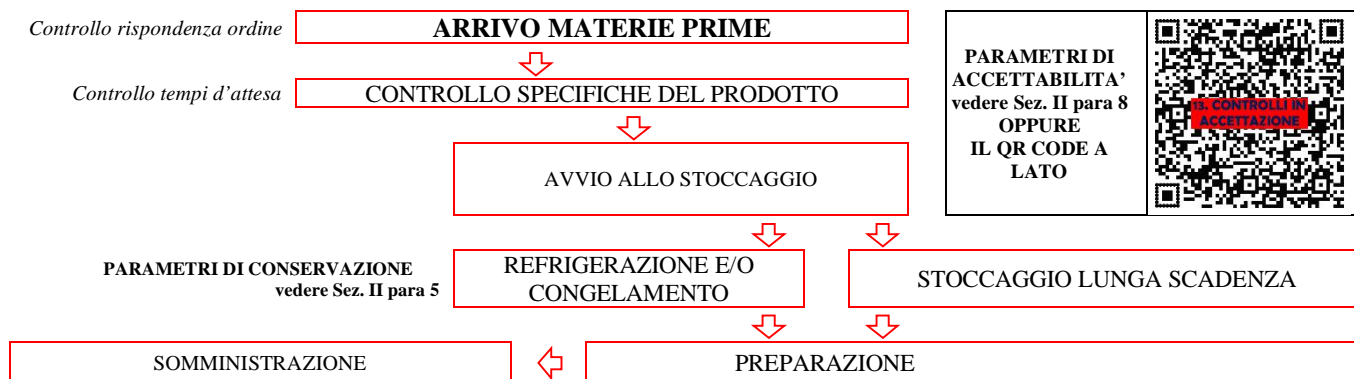 Controllo rispondenza ordine
ARRIVO MATERIE PRIME
Controllo tempi d'attesa
CONTROLLO SPECIFICHE DEL PRODOTTO
AVVIO ALLO STOCCAGGIO
PARAMETRI DI
ACCETTABILITA'
vedere Sez. II para 8
OPPURE
IL QR CODE A
LATO
13. CONTROLLI IN
ACCETTAZIONE
PARAMETRI DI CONSERVAZIONE
vedere Sez. II para 5
REFRIGERAZIONE E/O
CONGELAMENTO
STOCCAGGIO LUNGA SCADENZA
SOMMINISTRAZIONE
PREPARAZIONE